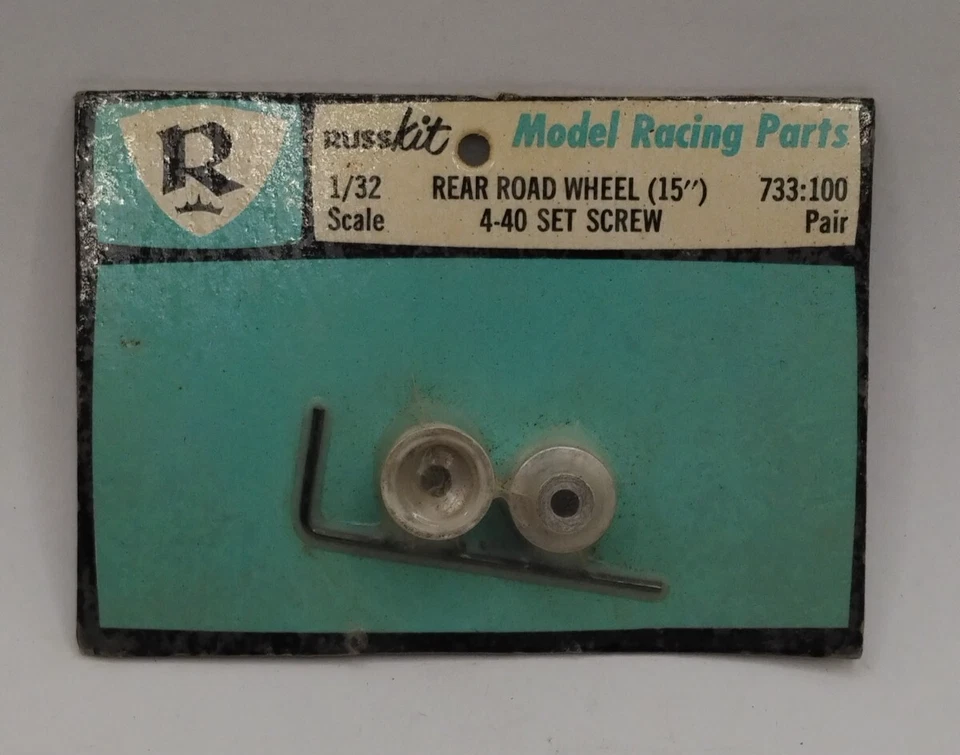 R
RUSSkit Model Racing Parts
1/32 REAR ROAD WHEEL (15") 733:100
Scale 4-40 SET SCREW Pair